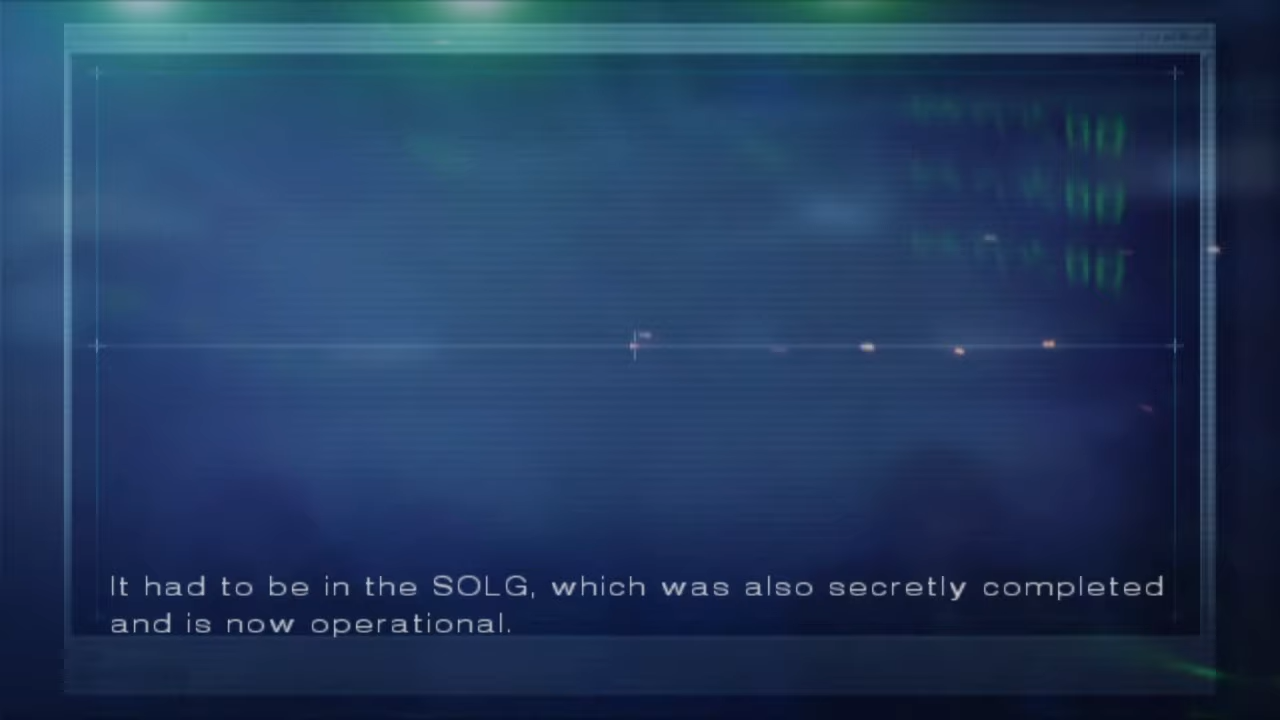 It had to be in the SOLG, which was also secretly completed
and is now operational.